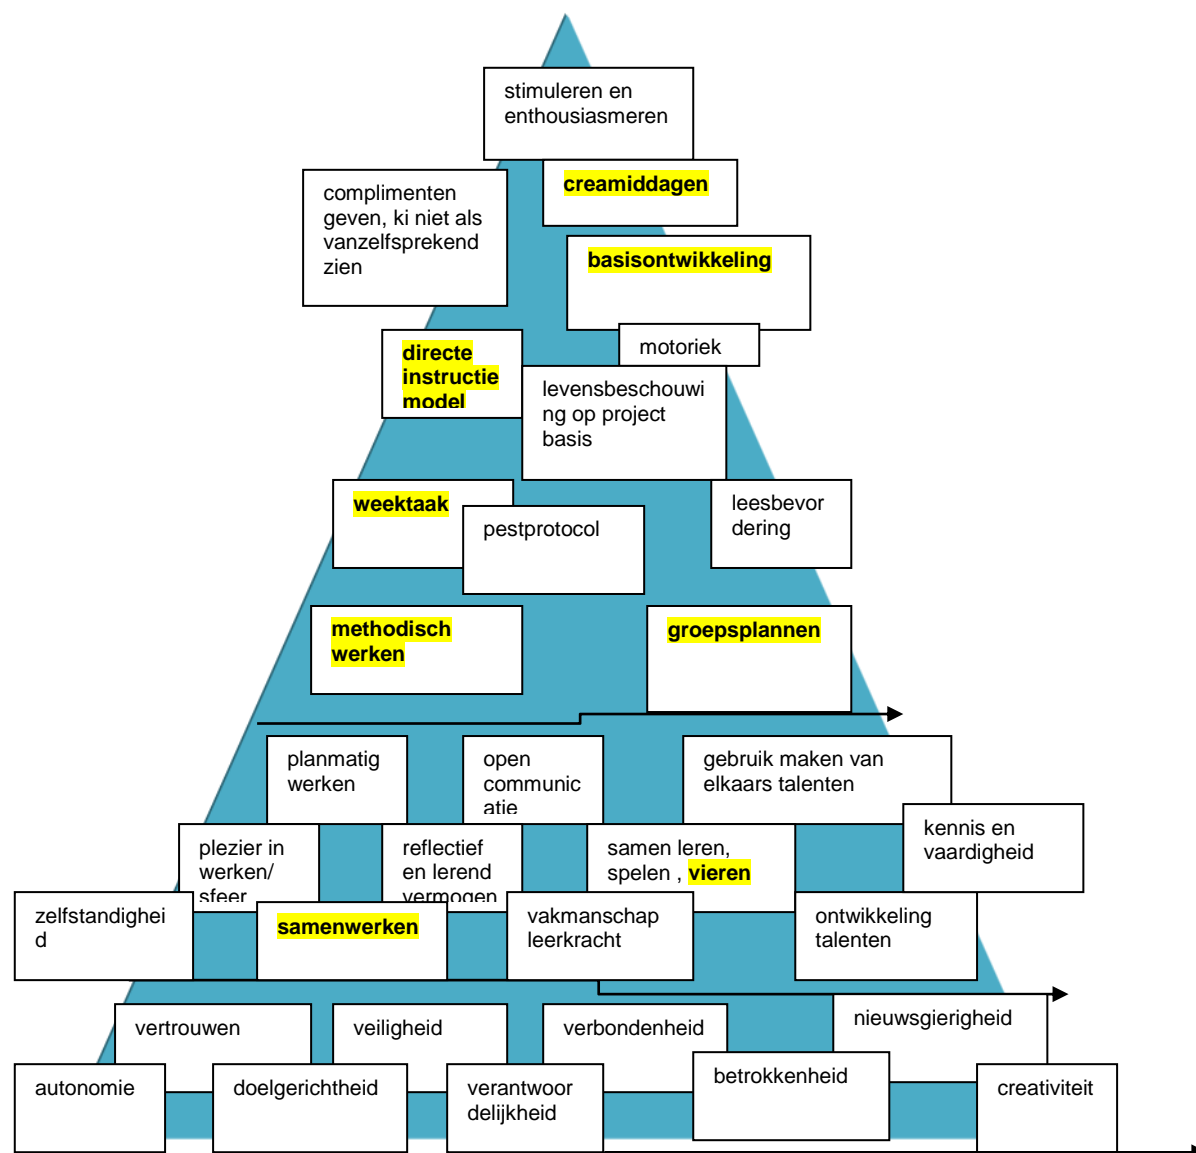 stimuleren en
enthousiasmeren
creamiddagen
complimenten
geven, ki niet als
vanzelfsprekend
zien
basisontwikkeling
motoriek
directe
instructie
model
levensbeschouwi
ng op project
basis
weektaak
pestprotocol
leesbevor
dering
methodisch
werken
groepsplannen
planmatig
werken
open
communic
atie
gebruik maken van
elkaars talenten
kennis en
vaardigheid
plezier in
werken/
sfeer
reflectief
en lerend
vermogen
samen leren,
spelen , vieren
zelfstandighei
d
samenwerken
vakmanschap
leerkracht
ontwikkeling
talenten
vertrouwen
veiligheid
verbondenheid
nieuwsgierigheid
autonomie
doelgerichtheid
verantwoor
delijkheid
betrokkenheid
creativiteit